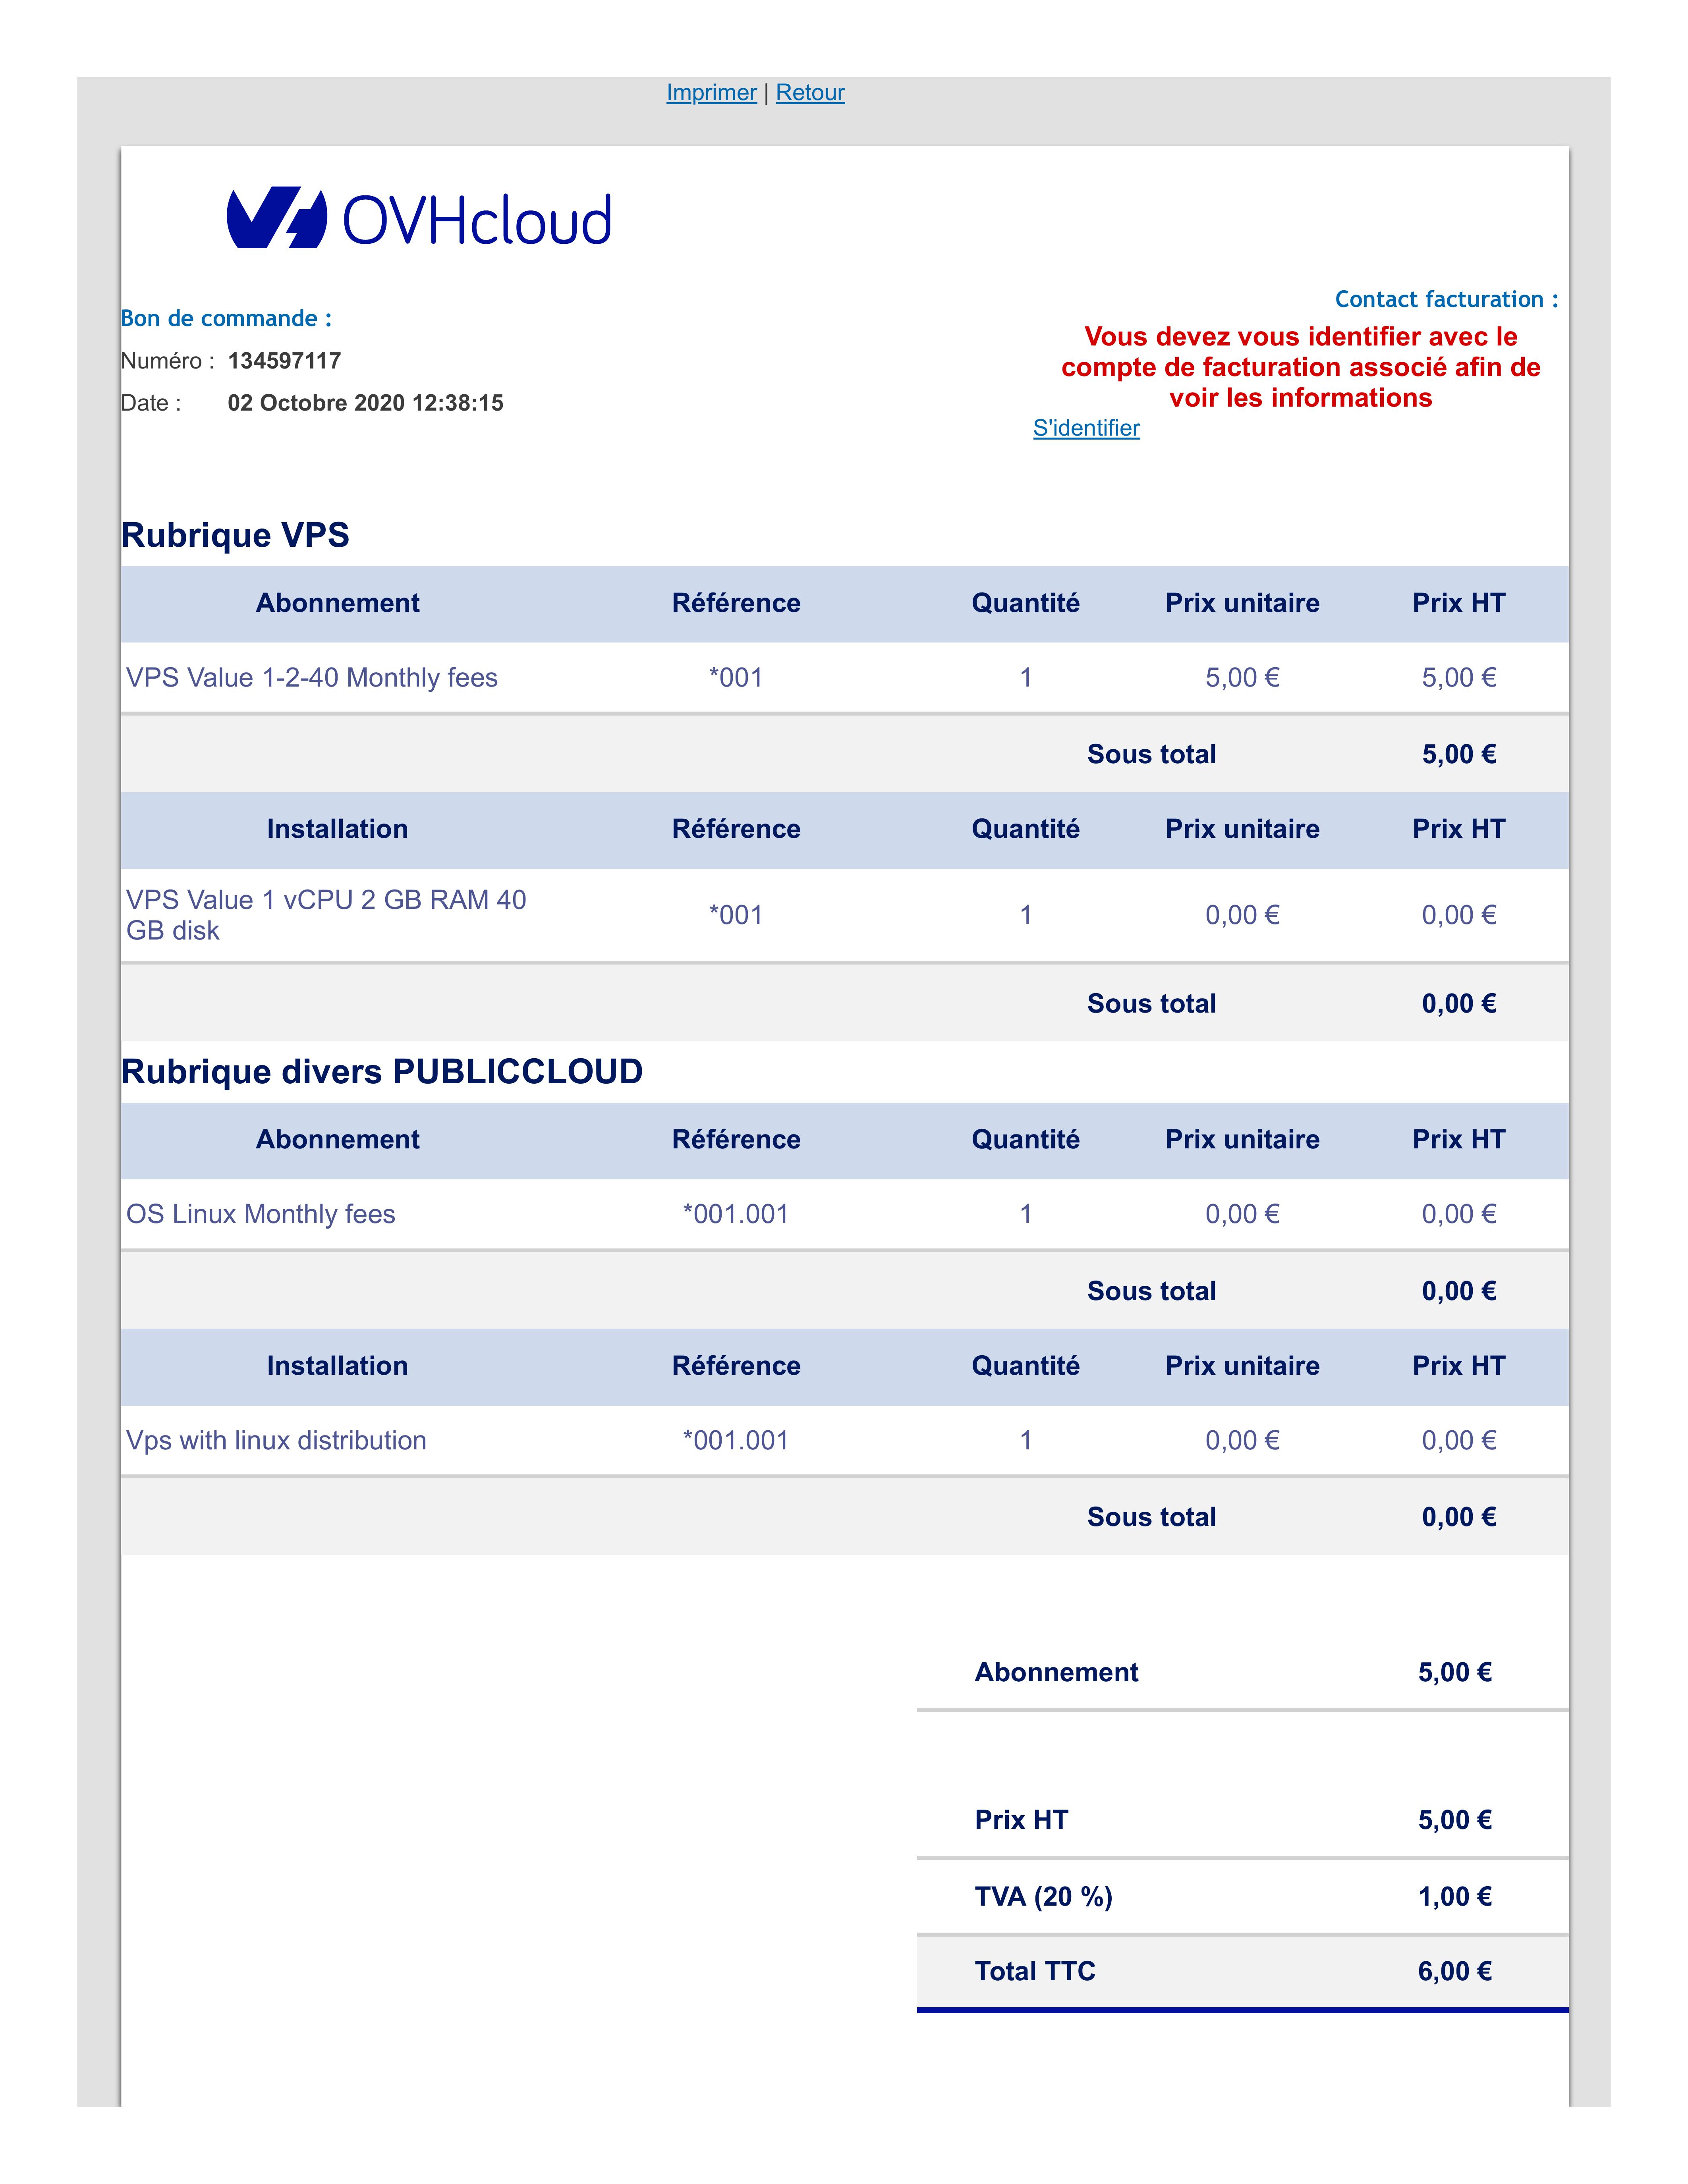 Imprimer | Retour
OVHcloud
Contact facturation :
Bon de commande :
Vous devez vous identifier avec le
compte de facturation associé afin de
voir les informations
Numéro : 134597117
Date : 02 Octobre 2020 12:38:15
S'identifier
Rubrique VPS
Abonnement Référence Quantité Prix unitaire Prix HT
VPS Value 1-2-40 Monthly fees *001 1 5,00 € 5,00 €
Sous total 5,00 €
Installation Référence Quantité Prix unitaire Prix HT
VPS Value 1 vCPU 2 GB RAM 40
GB disk *001 1 0,00 € 0,00 €
Sous total 0,00 €
Rubrique divers PUBLICCLOUD
Abonnement Référence Quantité Prix unitaire Prix HT
OS Linux Monthly fees *001.001 1 0,00 € 0,00 €
Sous total 0,00 €
Installation Référence Quantité Prix unitaire Prix HT
Vps with linux distribution *001.001 1 0,00 € 0,00 €
Sous total 0,00 €
Abonnement 5,00 €
Prix HT 5,00 €
TVA (20 %) 1,00 €
Total TTC 6,00 €